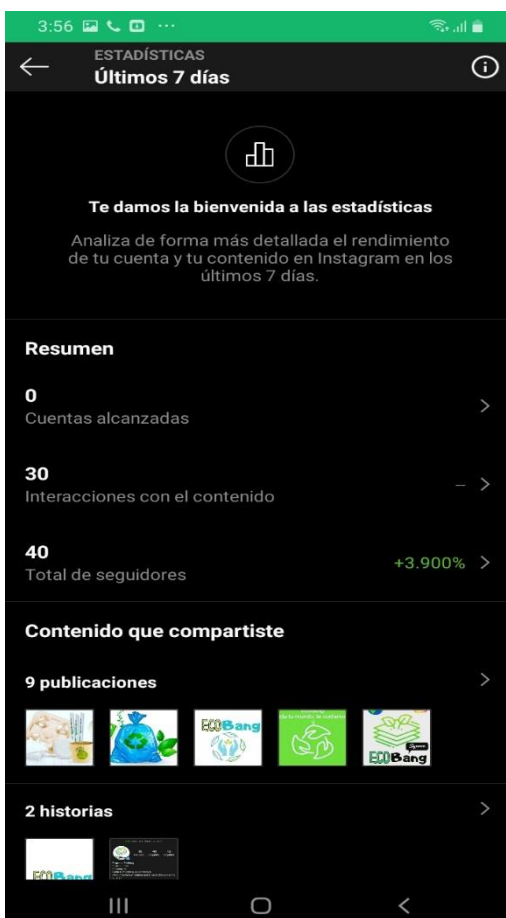 3:56
ESTADÍSTICAS
Últimos 7 días
Te damos la bienvenida a las estadísticas
Analiza de forma más detallada el rendimiento
de tu cuenta y tu contenido en Instagram en los
últimos 7 días.
Resumen
0
Cuentas alcanzadas
30
Interacciones con el contenido
–
40
Total de seguidores
+3.900%
Contenido que compartiste
9 publicaciones
ECOBang
ECOBang
2 historias
ECOBang